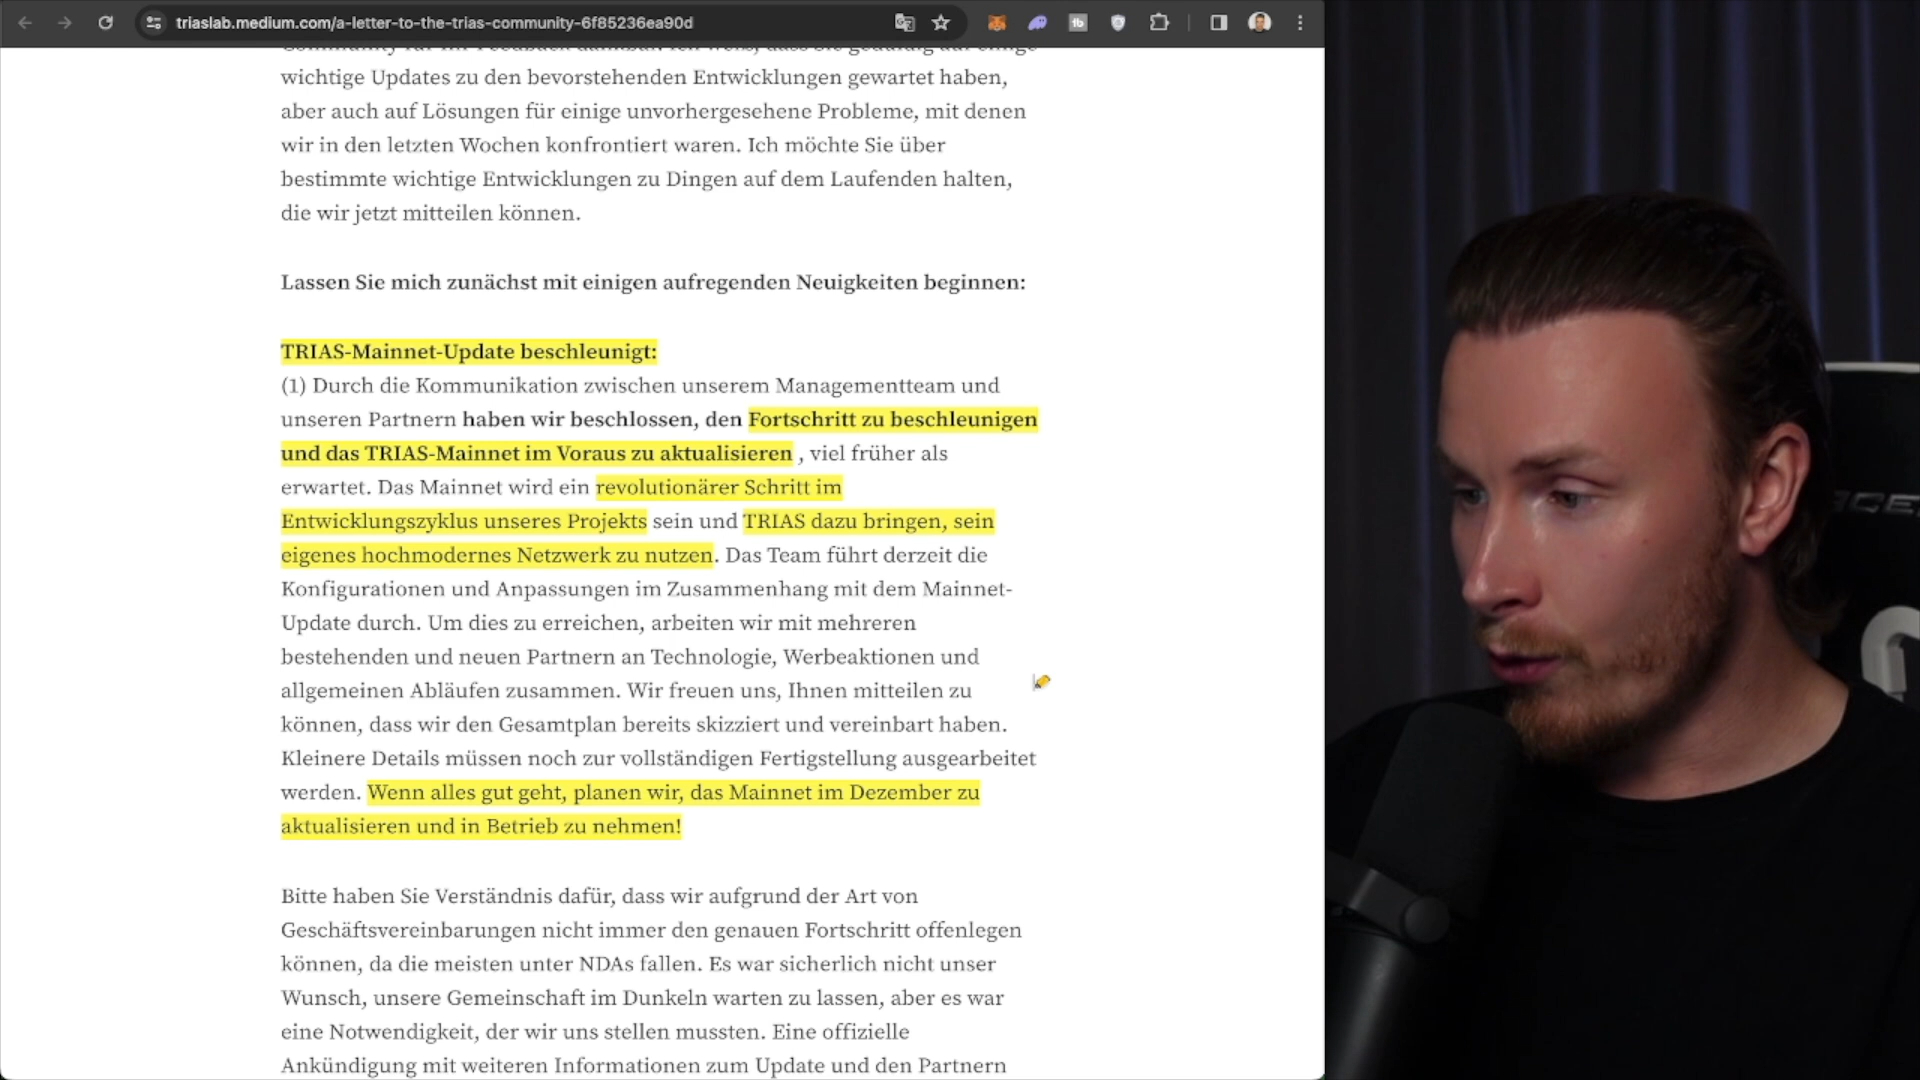 triaslab.medium.com/a-letter-to-the-trias-community-6f85236ea90d
wichtige Updates zu den bevorstehenden Entwicklungen gewartet haben,
aber auch auf Lösungen für einige unvorhergesehene Probleme, mit denen
wir in den letzten Wochen konfrontiert waren. Ich möchte Sie über
bestimmte wichtige Entwicklungen zu Dingen auf dem Laufenden halten,
die wir jetzt mitteilen können.
Lassen Sie mich zunächst mit einigen aufregenden Neuigkeiten beginnen:
TRIAS-Mainnet-Update beschleunigt:
(1) Durch die Kommunikation zwischen unserem Managementteam und
unseren Partnern haben wir beschlossen, den Fortschritt zu beschleunigen
und das TRIAS-Mainnet im Voraus zu aktualisieren , viel früher als
erwartet. Das Mainnet wird ein revolutionärer Schritt im
Entwicklungszyklus unseres Projekts sein und TRIAS dazu bringen, sein
eigenes hochmodernes Netzwerk zu nutzen. Das Team führt derzeit die
Konfigurationen und Anpassungen im Zusammenhang mit dem Mainnet-
Update durch. Um dies zu erreichen, arbeiten wir mit mehreren
bestehenden und neuen Partnern an Technologie, Werbeaktionen und
allgemeinen Abläufen zusammen. Wir freuen uns, Ihnen mitteilen zu
können, dass wir den Gesamtplan bereits skizziert und vereinbart haben.
Kleinere Details müssen noch zur vollständigen Fertigstellung ausgearbeitet
werden. Wenn alles gut geht, planen wir, das Mainnet im Dezember zu
aktualisieren und in Betrieb zu nehmen!
Bitte haben Sie Verständnis dafür, dass wir aufgrund der Art von
Geschäftsvereinbarungen nicht immer den genauen Fortschritt offenlegen
können, da die meisten unter NDAs fallen. Es war sicherlich nicht unser
Wunsch, unsere Gemeinschaft im Dunkeln warten zu lassen, aber es war
eine Notwendigkeit, der wir uns stellen mussten. Eine offizielle
Ankündigung mit weiteren Informationen zum Update und den Partnern